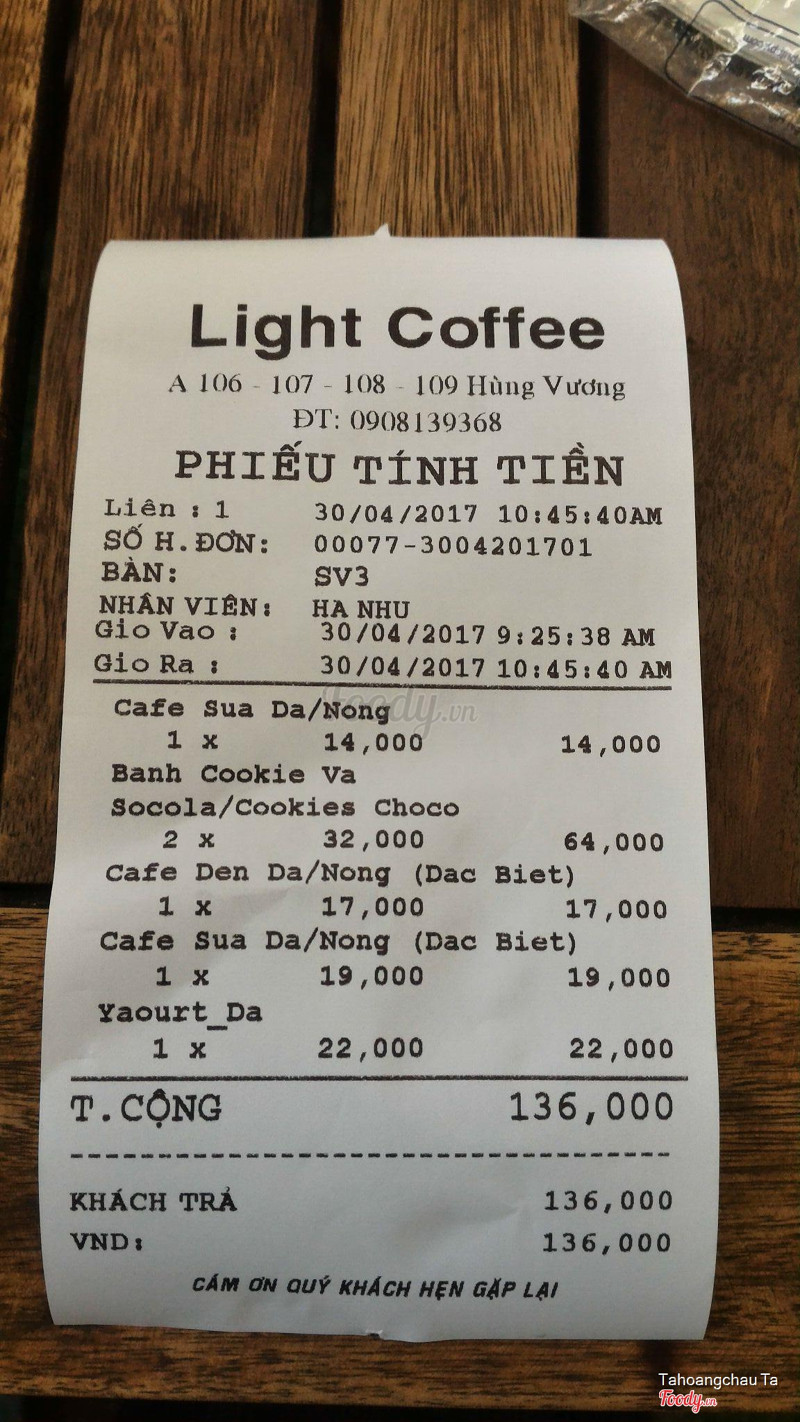 Light Coffee
A 106 - 107 - 108 - 109 Hùng Vương
ĐT: 0908139368
PHIẾU TÍNH TIỀN
Liên : 1 30/04/2017 10:45:40AM
SỐ H.ĐƠN: 00077-3004201701
BÀN: SV3
NHÂN VIÊN: HA NHU
Gio Vao : 30/04/2017 9:25:38 AM
Gio Ra : 30/04/2017 10:45:40 AM
Foody.vn
Cafe Sua Da/Nong
1 x 14,000 14,000
Banh Cookie Va
Socola/Cookies Choco
2 x 32,000 64,000
Cafe Den Da/Nong (Dac Biet)
1 x 17,000 17,000
Cafe Sua Da/Nong (Dac Biet)
1 x 19,000 19,000
Yaourt_Da
1 x 22,000 22,000
T.CỘNG 136,000
KHÁCH TRẢ 136,000
VND: 136,000
CÁM ƠN QUÝ KHÁCH HẸN GẶP LẠI
Tahoangchau Ta
Foody.vn